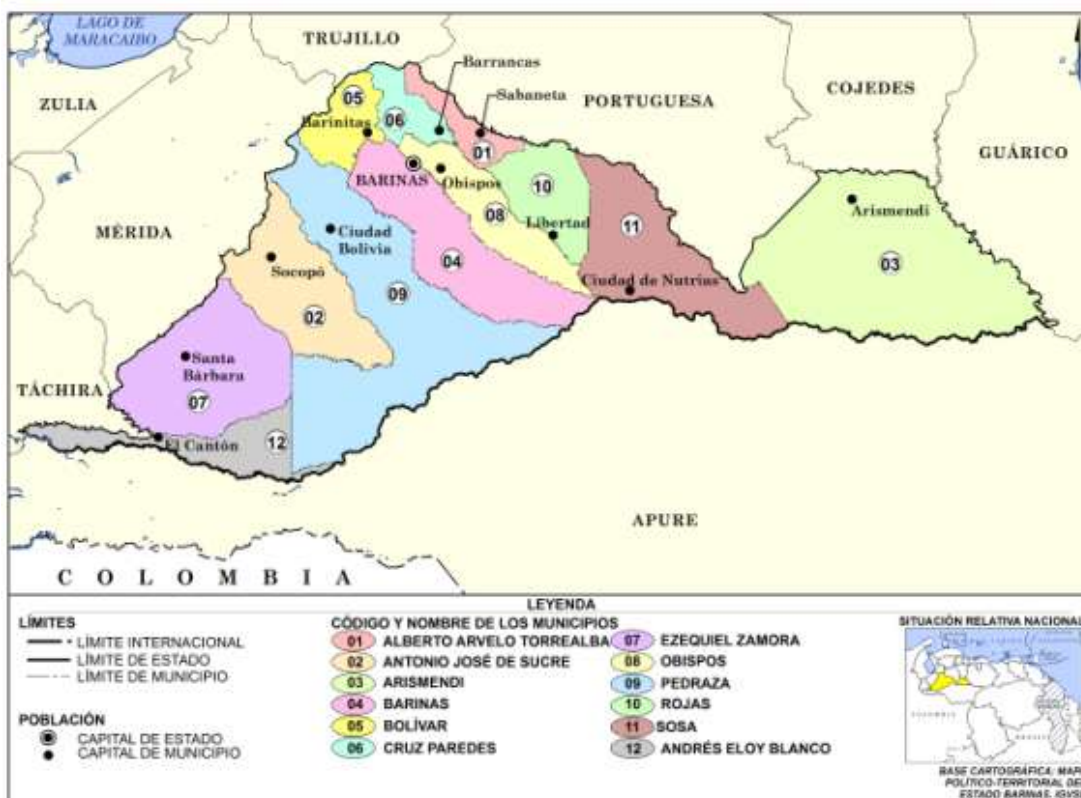 LAGO DE
MARACAIBO
TRUJILLO
Barrancas
COJEDES
ZULIA
05
06
Sabaneta
PORTUGUESA
Barinitas
01
GUÁRICO
BARINAS
Obispos
10
Arismendi
MÉRIDA
Ciudad
Bolivia
08
Libertad
11
Socopó
04
03
09
Ciudad de Nutrias
02
Santa
Bárbara
TÁCHIRA
07
El Cantón
12
APURE
COLOMBIA
LEYENDA
LÍMITES
LÍMITE INTERNACIONAL
LÍMITE DE ESTADO
LÍMITE DE MUNICIPIO
POBLACIÓN
CAPITAL DE ESTADO
CAPITAL DE MUNICIPIO
CÓDIGO Y NOMBRE DE LOS MUNICIPIOS
01 ALBERTO ARVELO TORREALBA
02 ANTONIO JOSÉ DE SUCRE
03 ARISMENDI
04 BARINAS
05 BOLÍVAR
06 CRUZ PAREDES
07 EZEQUIEL ZAMORA
08 OBISPOS
09 PEDRAZA
10 ROJAS
11 SOSA
12 ANDRÉS ELOY BLANCO
SITUACIÓN RELATIVA NACIONAL
BASE CARTOGRÁFICA: MAPA
POLÍTICO-TERRITORIAL DEL
ESTADO BARINAS. IGVSB